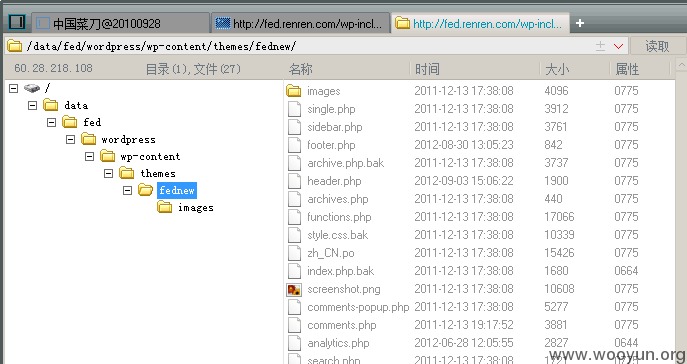 中国菜刀@20100928 http://fed.renren.com/wp-incl... http://fed.renren.com/wp-incl... +
/data/fed/wordpress/wp-content/themes/fednew/ 读取
60.28.218.108 目录(1),文件(27) 名称 时间 大小 属性
/
data
fed
wordpress
wp-content
themes
fednew
images
images 2011-12-13 17:38:08 4096 0775
single.php 2011-12-13 17:38:08 3912 0775
sidebar.php 2011-12-13 17:38:08 3761 0775
footer.php 2012-08-30 13:05:23 842 0775
archive.php.bak 2011-12-13 17:38:08 3737 0775
header.php 2012-09-03 15:06:22 1900 0775
archives.php 2011-12-13 17:38:08 440 0775
functions.php 2011-12-13 17:38:08 17066 0775
style.css.bak 2011-12-13 17:38:08 10339 0775
zh_CN.po 2011-12-13 17:38:08 15426 0775
index.php.bak 2011-12-13 17:38:08 1680 0664
screenshot.png 2011-12-13 17:38:08 10608 0775
comments-popup.php 2011-12-13 17:38:08 5277 0775
comments.php 2011-12-13 19:17:52 3881 0775
analytics.php 2012-06-28 12:05:55 2827 0644
search.php 2011-12-13 17:38:08
www.wooyun.org